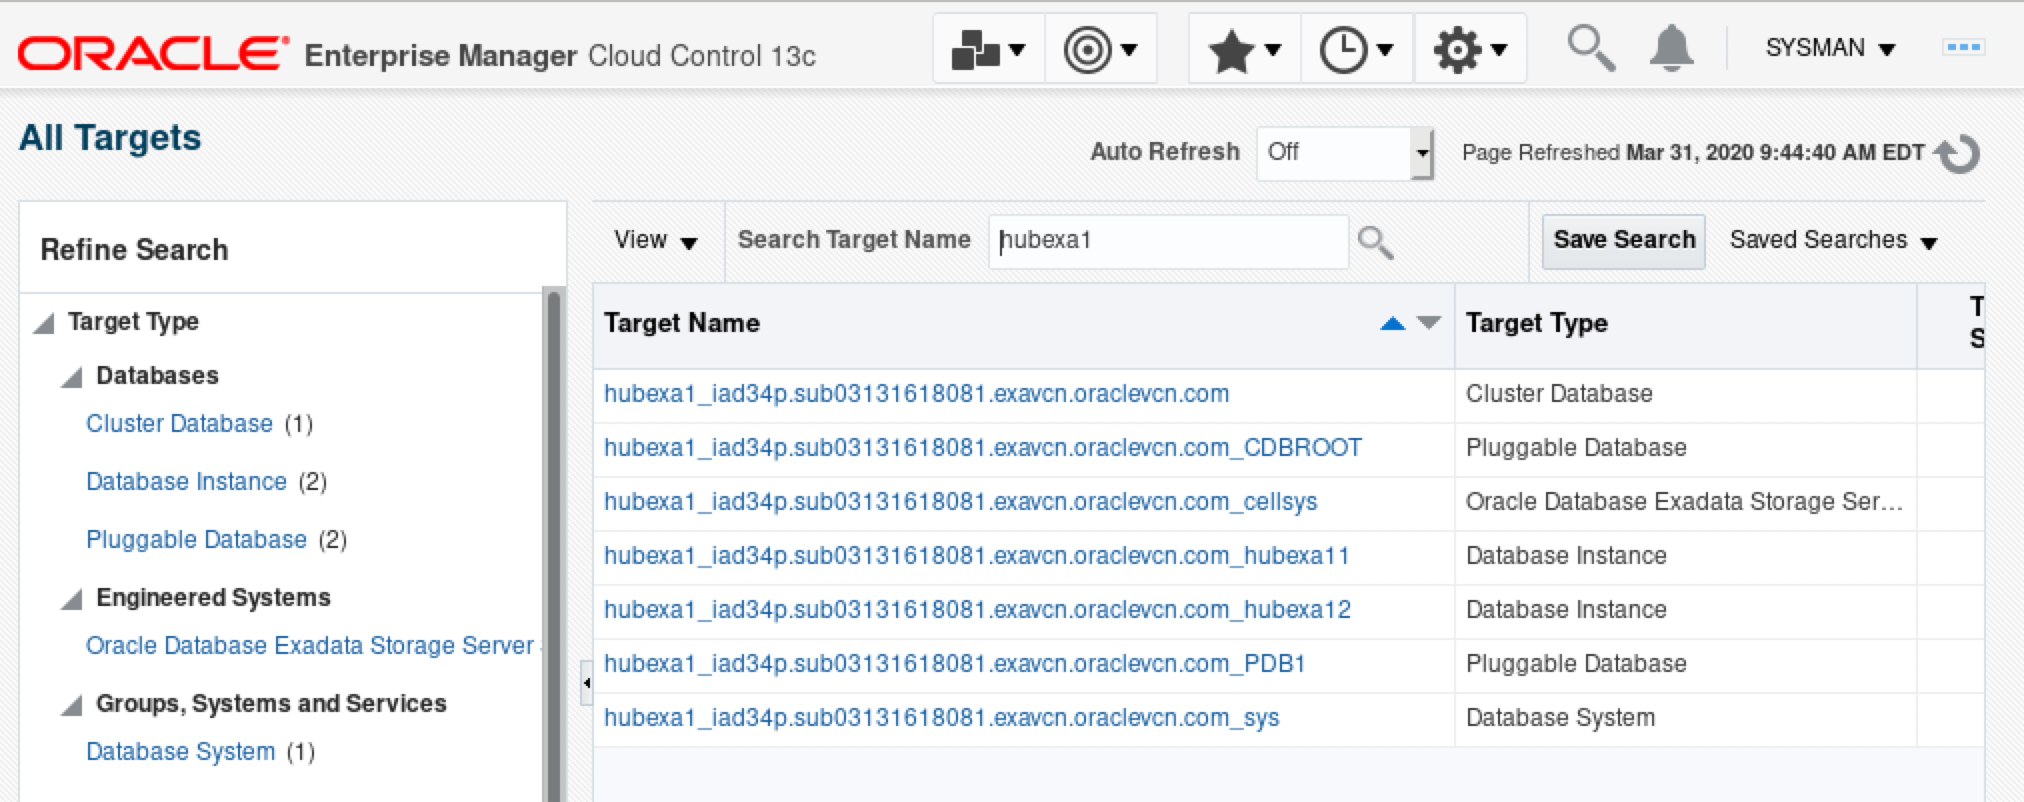 ORACLE Enterprise Manager Cloud Control 13c
SYSMAN
All Targets
Auto Refresh Off Page Refreshed Mar 31, 2020 9:44:40 AM EDT
Refine Search
Target Type
Databases
Cluster Database (1)
Database Instance (2)
Pluggable Database (2)
Engineered Systems
Oracle Database Exadata Storage Server
Groups, Systems and Services
Database System (1)
View Search Target Name hubexa1 Save Search Saved Searches
Target Name Target Type T
S
hubexa1_iad34p.sub03131618081.exavcn.oraclevcn.com Cluster Database
hubexa1_iad34p.sub03131618081.exavcn.oraclevcn.com_CDBROOT Pluggable Database
hubexa1_iad34p.sub03131618081.exavcn.oraclevcn.com_cellsys Oracle Database Exadata Storage Ser...
hubexa1_iad34p.sub03131618081.exavcn.oraclevcn.com_hubexa11 Database Instance
hubexa1_iad34p.sub03131618081.exavcn.oraclevcn.com_hubexa12 Database Instance
hubexa1_iad34p.sub03131618081.exavcn.oraclevcn.com_PDB1 Pluggable Database
hubexa1_iad34p.sub03131618081.exavcn.oraclevcn.com_sys Database System